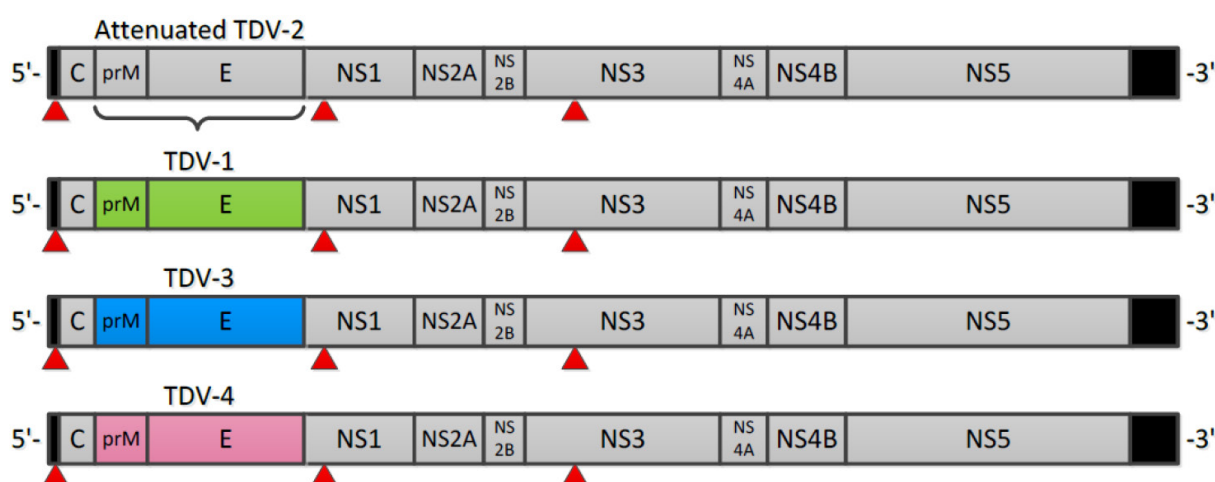 Attenuated TDV-2
5'- C prM E NS1 NS2A NS 2B NS3 NS 4A NS4B NS5 -3'
TDV-1
5'- C prM E NS1 NS2A NS 2B NS3 NS 4A NS4B NS5 -3'
TDV-3
5'- C prM E NS1 NS2A NS 2B NS3 NS 4A NS4B NS5 -3'
TDV-4
5'- C prM E NS1 NS2A NS 2B NS3 NS 4A NS4B NS5 -3'